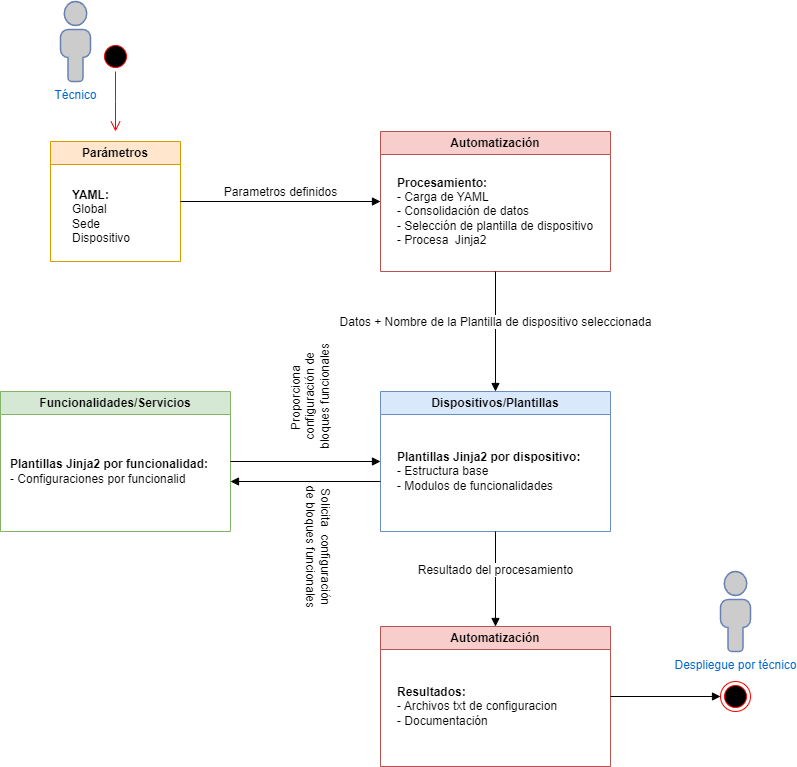 Técnico
Parámetros
YAML:
Global
Sede
Dispositivo
Parametros definidos
Automatización
Procesamiento:
- Carga de YAML
- Consolidación de datos
- Selección de plantilla de dispositivo
- Procesa Jinja2
Datos + Nombre de la Plantilla de dispositivo seleccionada
Funcionalidades/Servicios
Plantillas Jinja2 por funcionalidad:
- Configuraciones por funcionalid
Proporciona
configuración de
bloques funcionales
Solicita configuración
de bloques funcionales
Dispositivos/Plantillas
Plantillas Jinja2 por dispositivo:
- Estructura base
- Modulos de funcionalidades
Resultado del procesamiento
Automatización
Resultados:
- Archivos txt de configuracion
- Documentación
Despliegue por técnico